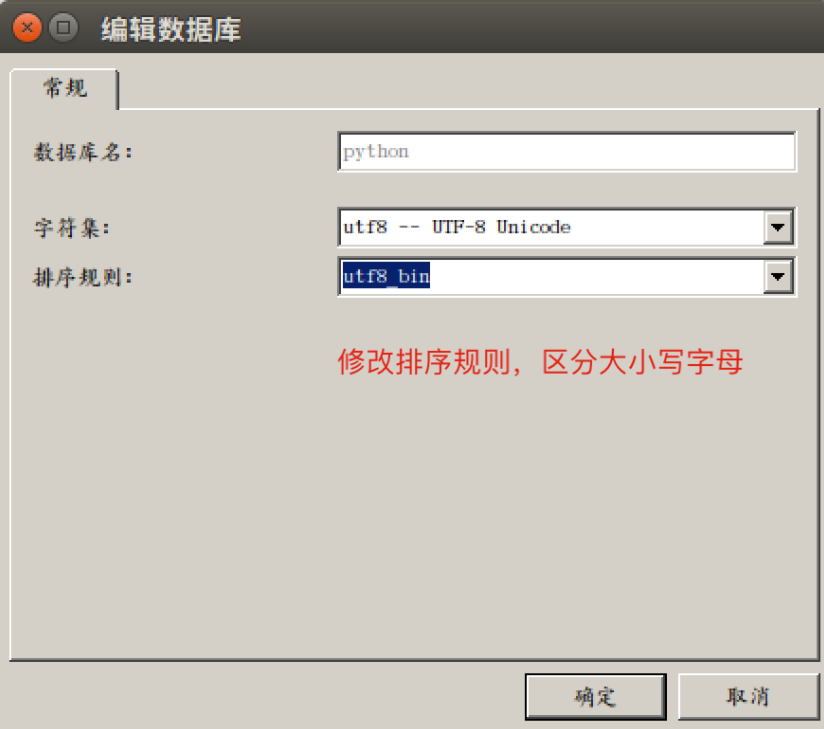 编辑数据库
常规
数据库名： python
字符集： utf8 -- UTF-8 Unicode
排序规则： utf8_bin
修改排序规则，区分大小写字母
确定 取消